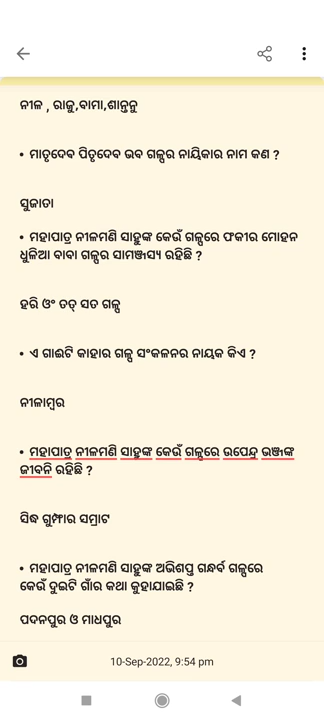 ନୀଳ , ରାଜୁ,ବାମା,ଶାନ୍ତନୁ
• ମାତୃଦେବ ପିତୃଦେବ ଭବ ଗଳ୍ପର ନାୟିକାର ନାମ କଣ ?
ସୁଜାତା
• ମହାପାତ୍ର ନୀଳମଣି ସାହୁଙ୍କ କେଉଁ ଗଳ୍ପରେ ଫକୀର ମୋହନ
ଧୁଳିଆ ବାବା ଗଳ୍ପର ସାମଞ୍ଜସ୍ୟ ରହିଛି ?
ହରି ଓଂ ତତ୍ ସତ ଗଳ୍ପ
• ଏ ଗାଈଟି କାହାର ଗଳ୍ପ ସଂକଳନର ନାୟକ କିଏ ?
ନୀଳାମ୍ବର
• ମହାପାତ୍ର ନୀଳମଣି ସାହୁଙ୍କ କେଉଁ ଗଳ୍ପରେ ଉପେନ୍ଦ୍ର ଭଞ୍ଜଙ୍କ
ଜୀବନି ରହିଛି ?
ସିଦ୍ଧ ଗୁମ୍ଫାର ସମ୍ରାଟ
• ମହାପାତ୍ର ନୀଳମଣି ସାହୁଙ୍କ ଅଭିଶପ୍ତ ଗନ୍ଧର୍ବ ଗଳ୍ପରେ
କେଉଁ ଦୁଇଟି ଗାଁର କଥା କୁହାଯାଇଛି ?
ପଦନପୁର ଓ ମାଧପୁର
10-Sep-2022, 9:54 pm